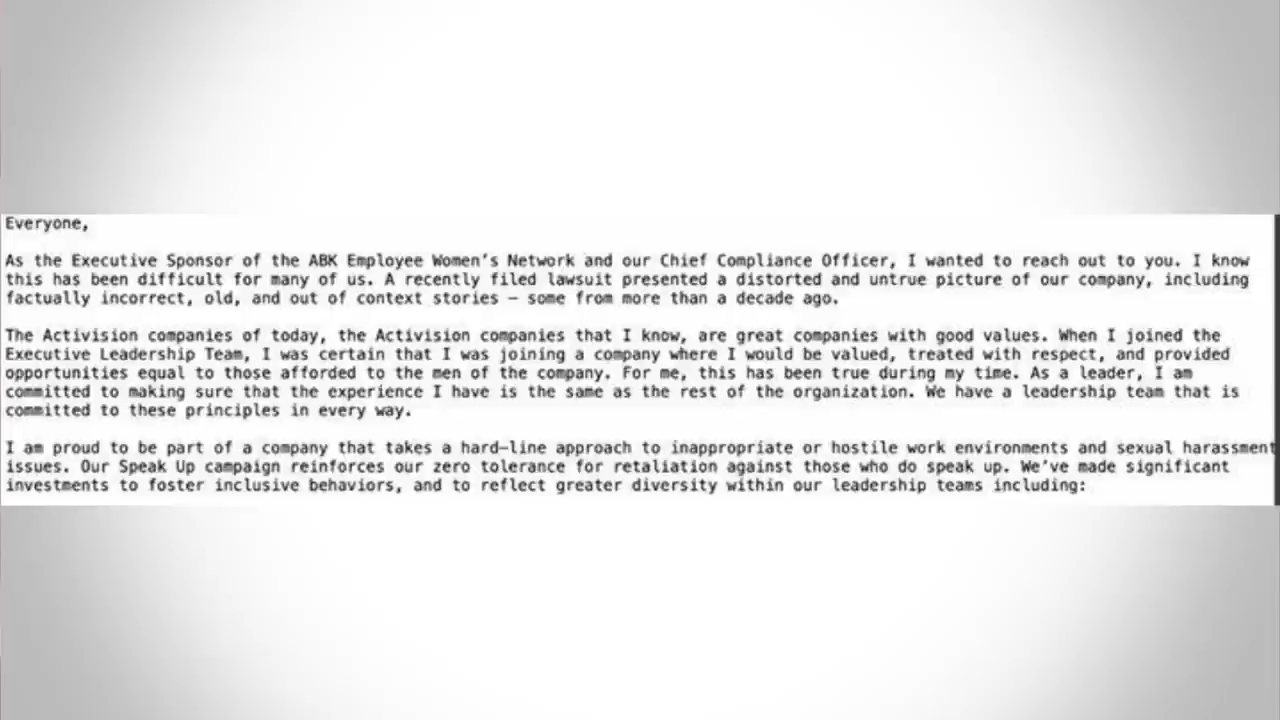 Everyone,
As the Executive Sponsor of the ABK Employee Women's Network and our Chief Compliance Officer, I wanted to reach out to you. I know
this has been difficult for many of us. A recently filed lawsuit presented a distorted and untrue picture of our company, including
factually incorrect, old, and out of context stories – some from more than a decade ago.
The Activision companies of today, the Activision companies that I know, are great companies with good values. When I joined the
Executive Leadership Team, I was certain that I was joining a company where I would be valued, treated with respect, and provided
opportunities equal to those afforded to the men of the company. For me, this has been true during my time. As a leader, I am
committed to making sure that the experience I have is the same as the rest of the organization. We have a leadership team that is
committed to these principles in every way.
I am proud to be part of a company that takes a hard-line approach to inappropriate or hostile work environments and sexual harassment
issues. Our Speak Up campaign reinforces our zero tolerance for retaliation against those who do speak up. We've made significant
investments to foster inclusive behaviors, and to reflect greater diversity within our leadership teams including: